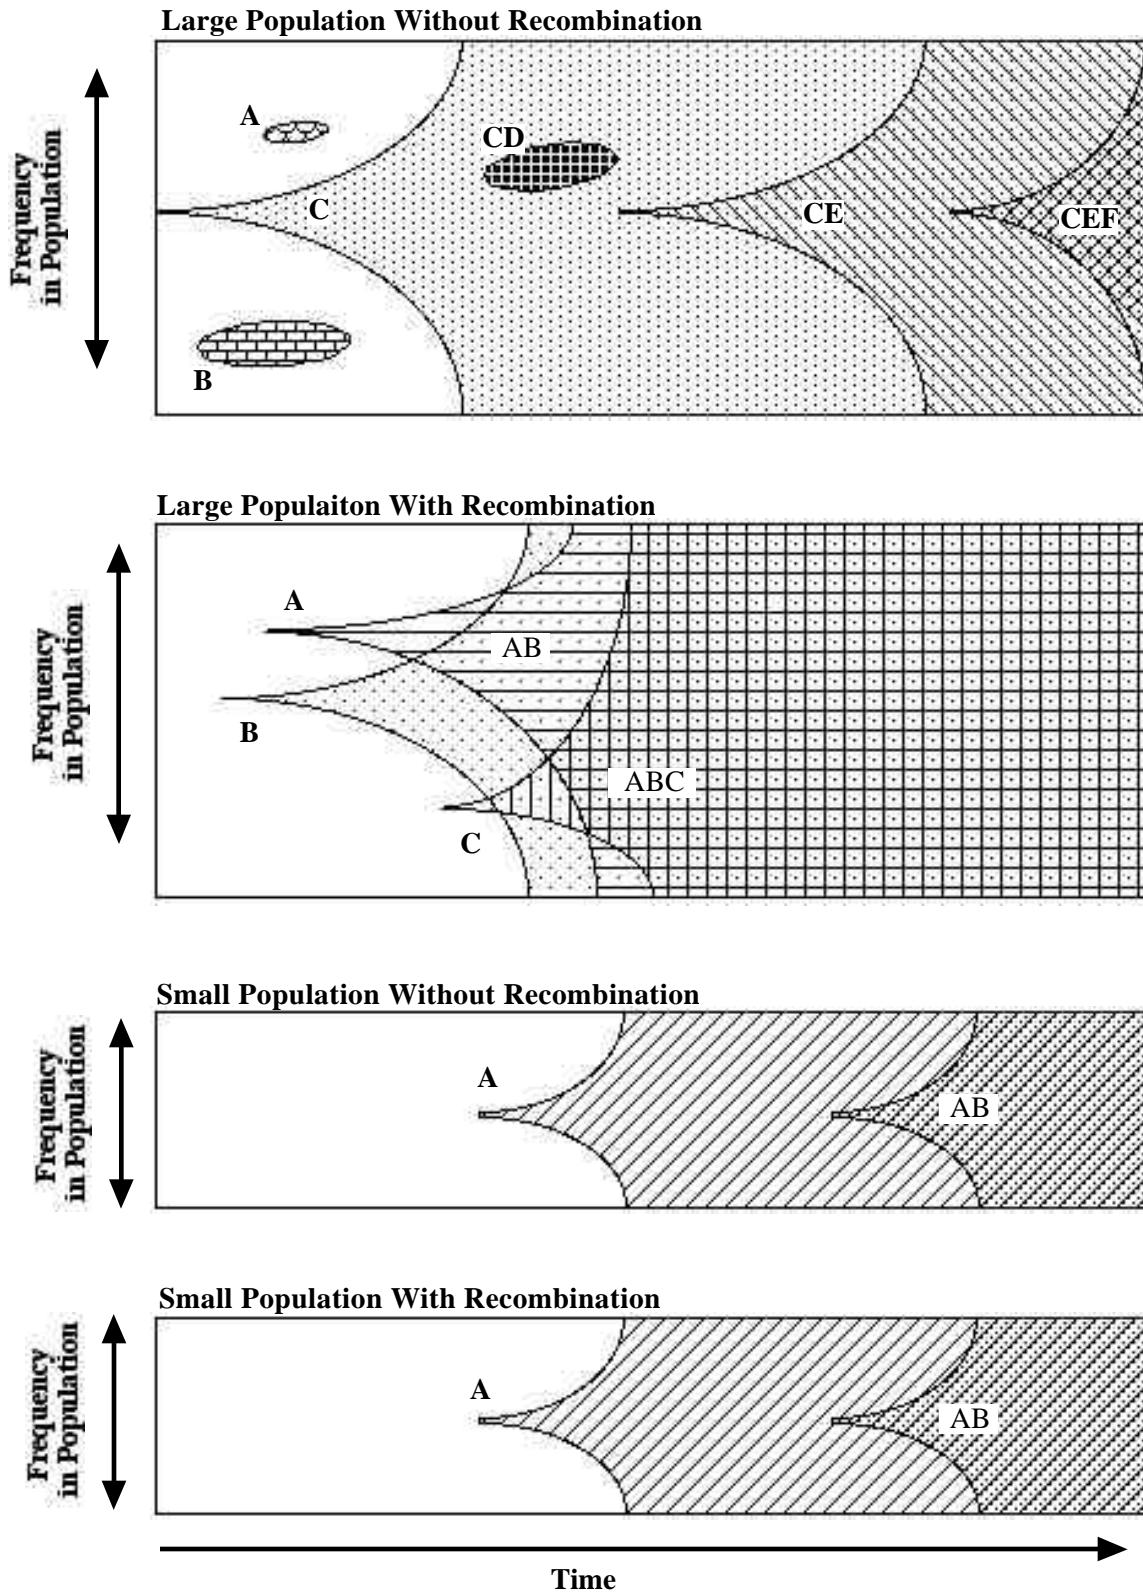 Large Population Without Recombination
Frequency
in Population
A
CD
C
CE
CEF
B
Large Populaiton With Recombination
Frequency
in Population
A
AB
B
ABC
C
Small Population Without Recombination
Frequency
in Population
A
AB
Small Population With Recombination
Frequency
in Population
A
AB
Time